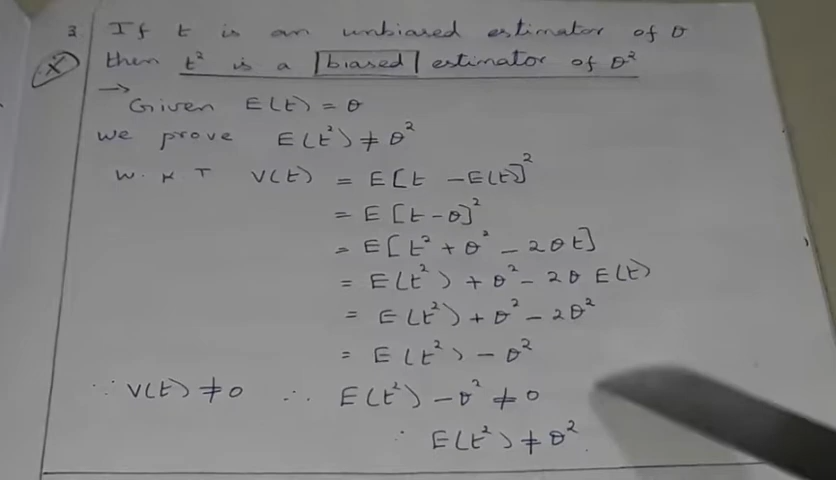 3 If t is an unbiased estimator of θ
(X) then t² is a biased estimator of θ²
→ Given E(t) = θ
we prove E(t²) ≠ θ²
W.K.T V(t) = E[t - E(t)]²
= E[t-θ]²
= E[t² + θ² - 2θt]
= E(t²) + θ² - 2θ E(t)
= E(t²) + θ² - 2θ²
= E(t²) - θ²
∵ V(t) ≠ 0 ∴ E(t²) - θ² ≠ 0
∴ E(t²) ≠ θ².